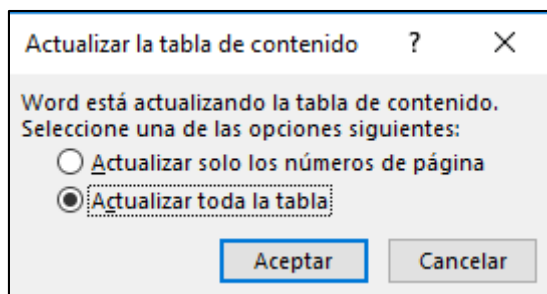 Actualizar la tabla de contenido ? ✕
Word está actualizando la tabla de contenido.
Seleccione una de las opciones siguientes:
Actualizar solo los números de página
Actualizar toda la tabla
Aceptar Cancelar